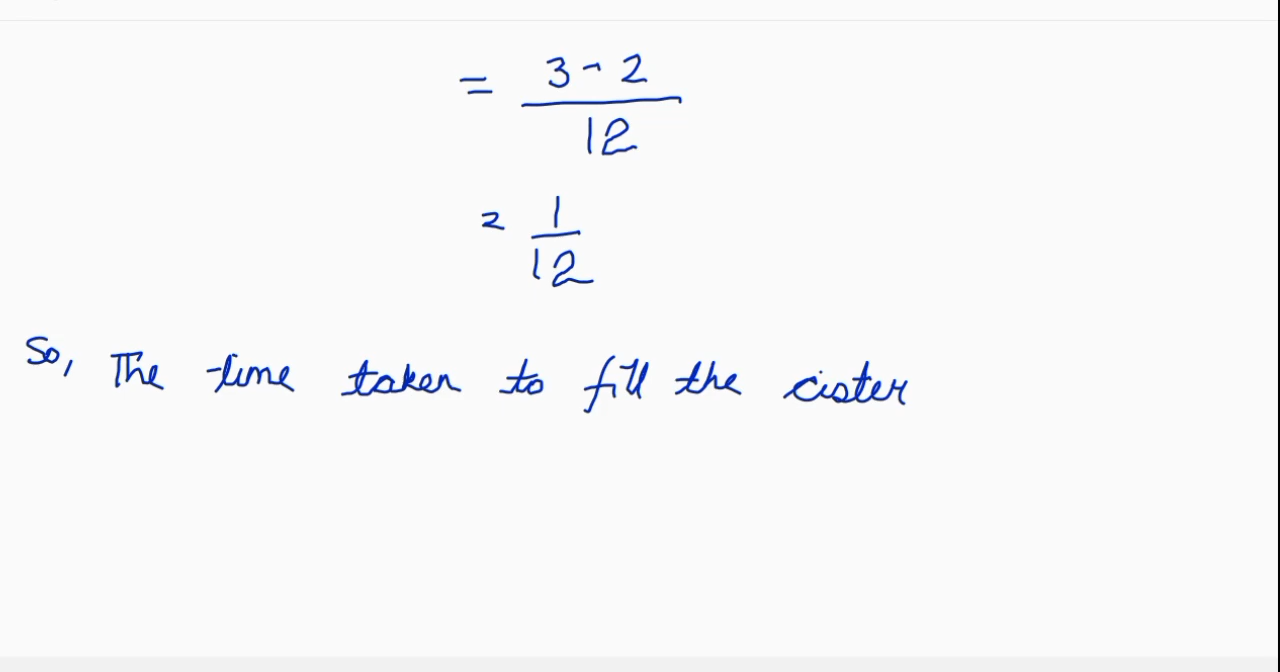 = 3 - 2 / 12
= 1 / 12
So, The time taken to fill the cister